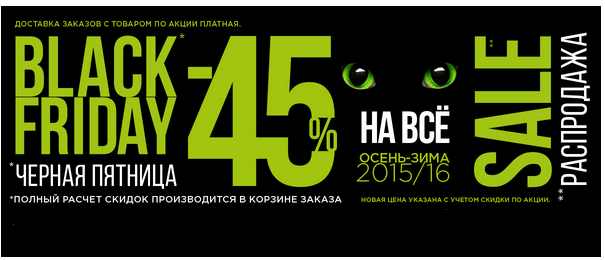 ДОСТАВКА ЗАКАЗОВ С ТОВАРОМ ПО АКЦИИ ПЛАТНАЯ.
BLACK*
FRIDAY
*ЧЕРНАЯ ПЯТНИЦА
-45%
НА ВСЁ
ОСЕНЬ-ЗИМА
2015/16
SALE**
**РАСПРОДАЖА
*ПОЛНЫЙ РАСЧЕТ СКИДОК ПРОИЗВОДИТСЯ В КОРЗИНЕ ЗАКАЗА
НОВАЯ ЦЕНА УКАЗАНА С УЧЕТОМ СКИДКИ ПО АКЦИИ.